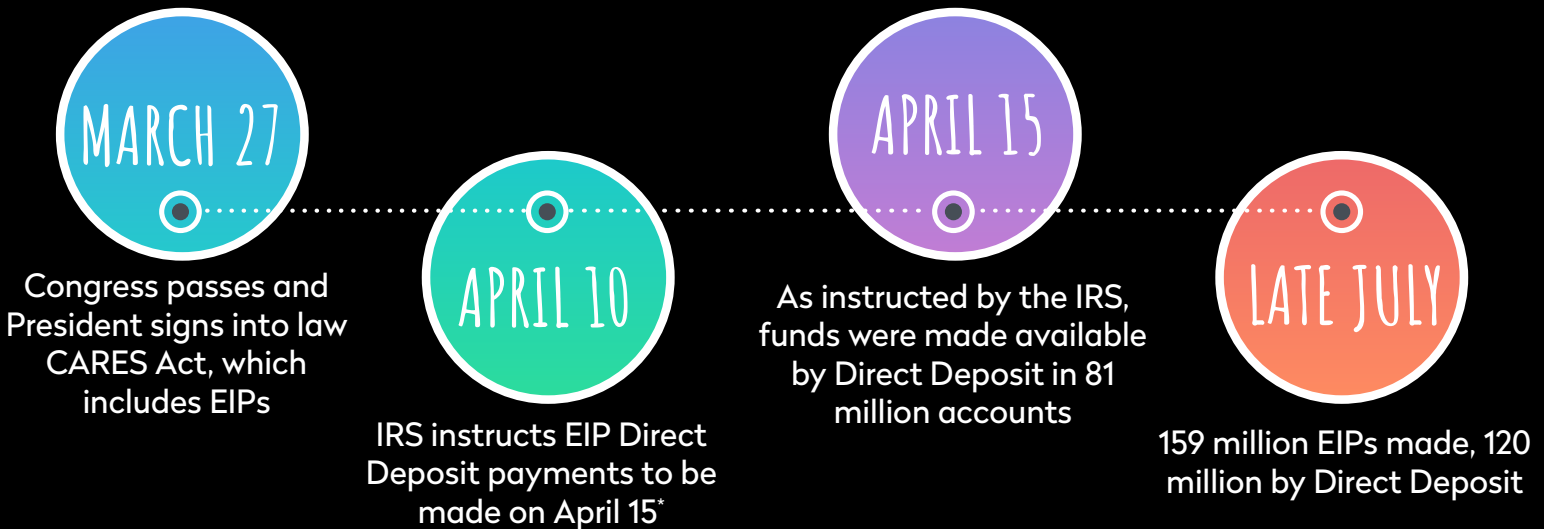 MARCH 27
Congress passes and
President signs into law
CARES Act, which
includes EIPs
APRIL 10
IRS instructs EIP Direct
Deposit payments to be
made on April 15*
APRIL 15
As instructed by the IRS,
funds were made available
by Direct Deposit in 81
million accounts
LATE JULY
159 million EIPs made, 120
million by Direct Deposit